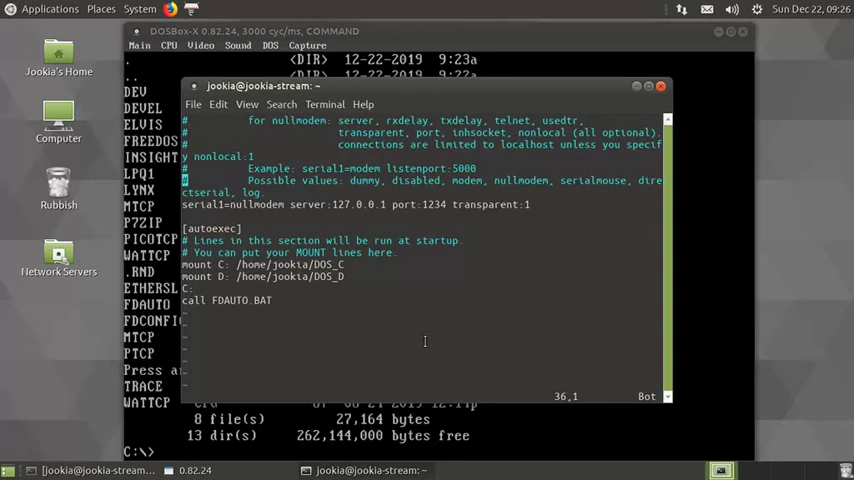 Applications Places System
Sun Dec 22, 09:26
DOSBox-X 0.82.24, 3000 cyc/ms, COMMAND
Main CPU Video Sound DOS Capture
. <DIR> 12-22-2019 9:23a
.. <DIR> 12-22-2019 9:22a
DEV
DEVEL
ELVIS
FREEDOS
INSIGHT
LPQ1
LYNX
MTCP
P7ZIP
PICOTCP
WATTCP
.RND
ETHERSL
FDAUTO
FDCONFI
MTCP
PTCP
Press a
TRACE
WATTCP
8 file(s) 27,164 bytes
13 dir(s) 262,144,000 bytes free
C:\>
jookia@jookia-stream: ~
File Edit View Search Terminal Help
# for nullmodem: server, rxdelay, txdelay, telnet, usedtr,
# transparent, port, inhsocket, nonlocal (all optional).
# connections are limited to localhost unless you specif
y nonlocal:1
# Example: serial1=modem listenport:5000
# Possible values: dummy, disabled, modem, nullmodem, serialmouse, dire
ctserial, log.
serial1=nullmodem server:127.0.0.1 port:1234 transparent:1
[autoexec]
# Lines in this section will be run at startup.
# You can put your MOUNT lines here.
mount C: /home/jookia/DOS_C
mount D: /home/jookia/DOS_D
C:
call FDAUTO.BAT
~
~
~
~
~
~
~
36,1 Bot
Jookia's Home
Computer
Rubbish
Network Servers
[jookia@jookia-stream:...
0.82.24
jookia@jookia-stream: ~